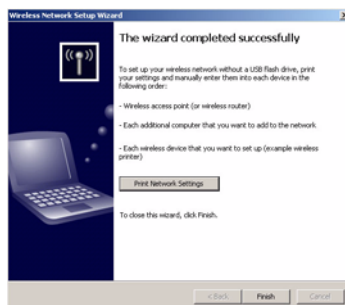 Wireless Network Setup Wizard
The wizard completed successfully
To set up your wireless network without a USB flash drive, print
your settings and manually enter them into each device in the
following order:
- Wireless access point (or wireless router)
- Each additional computer that you want to add to the network
- Each wireless device that you want to set up (example wireless
printer)
Print Network Settings
To close this wizard, click Finish.
< Back Finish Cancel